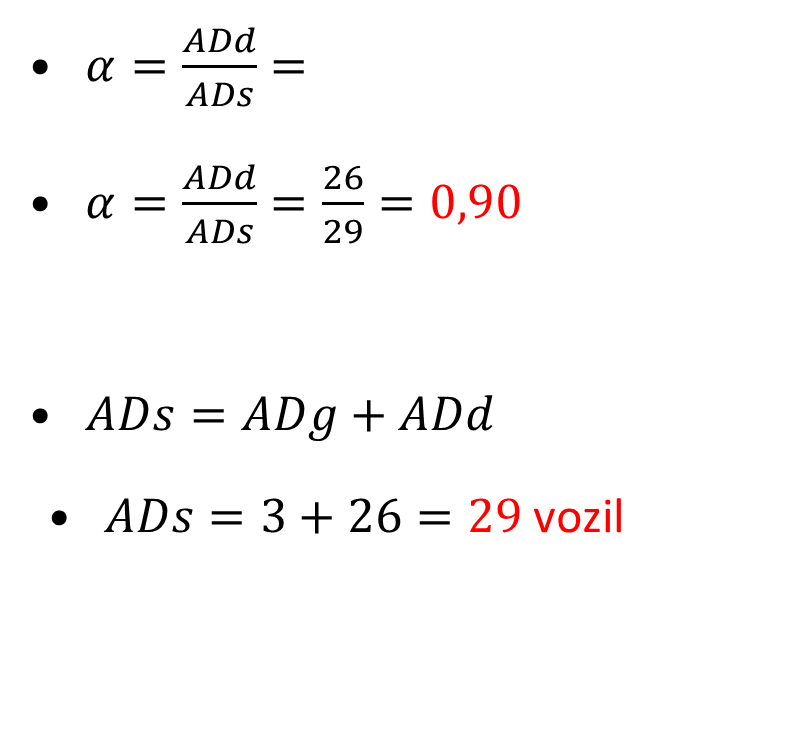 • α = ADd/ADs =
• α = ADd/ADs = 26/29 = 0,90
• ADs = ADg + ADd
• ADs = 3 + 26 = 29 vozil